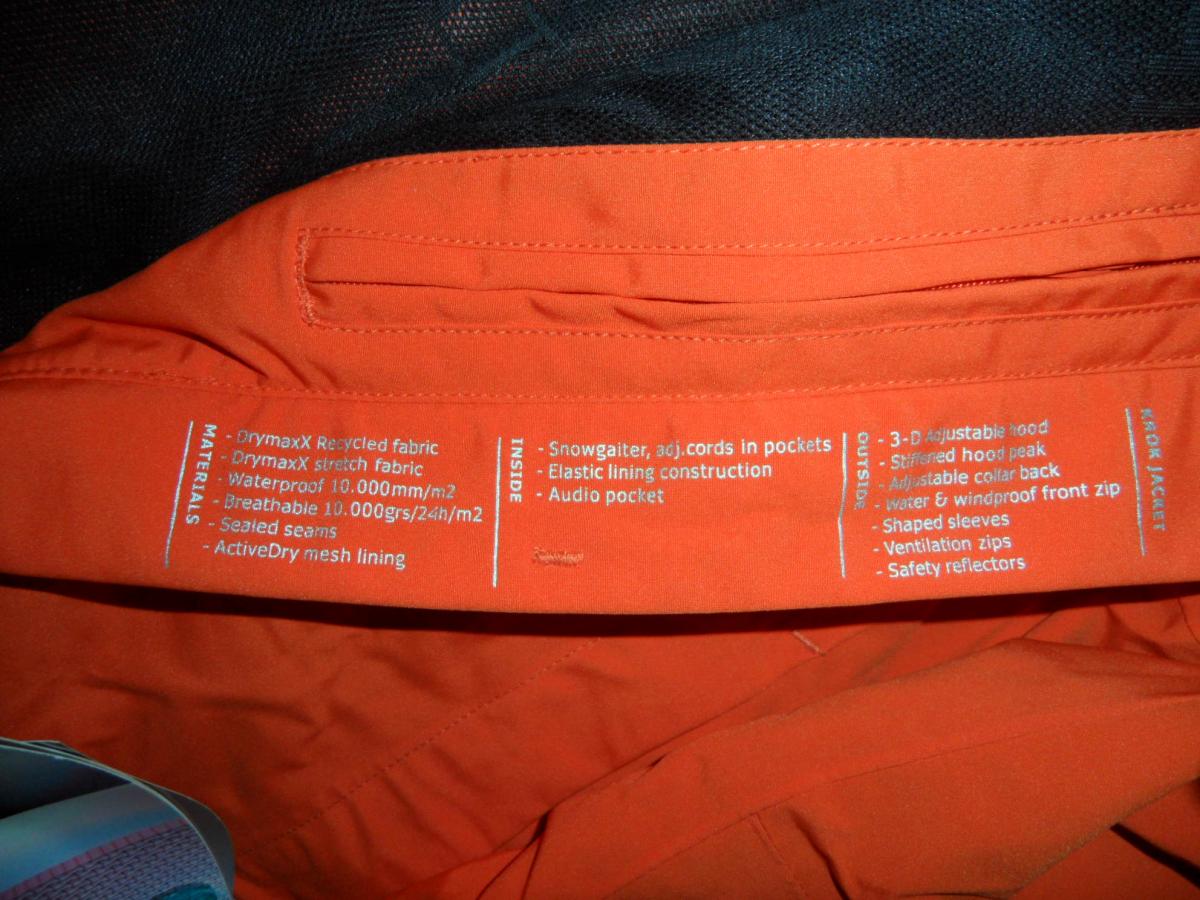 MATERIALS
- DrymaxX Recycled fabric
- DrymaxX stretch fabric
- Waterproof 10.000mm/m2
- Breathable 10.000grs/24h/m2
- Sealed seams
- ActiveDry mesh lining
INSIDE
- Snowgaiter, adj.cords in pockets
- Elastic lining construction
- Audio pocket
OUTSIDE
- 3-D Adjustable hood
- Stiffened hood peak
- Adjustable collar back
- Water & windproof front zip
- Shaped sleeves
- Ventilation zips
- Safety reflectors
KROK JACKET